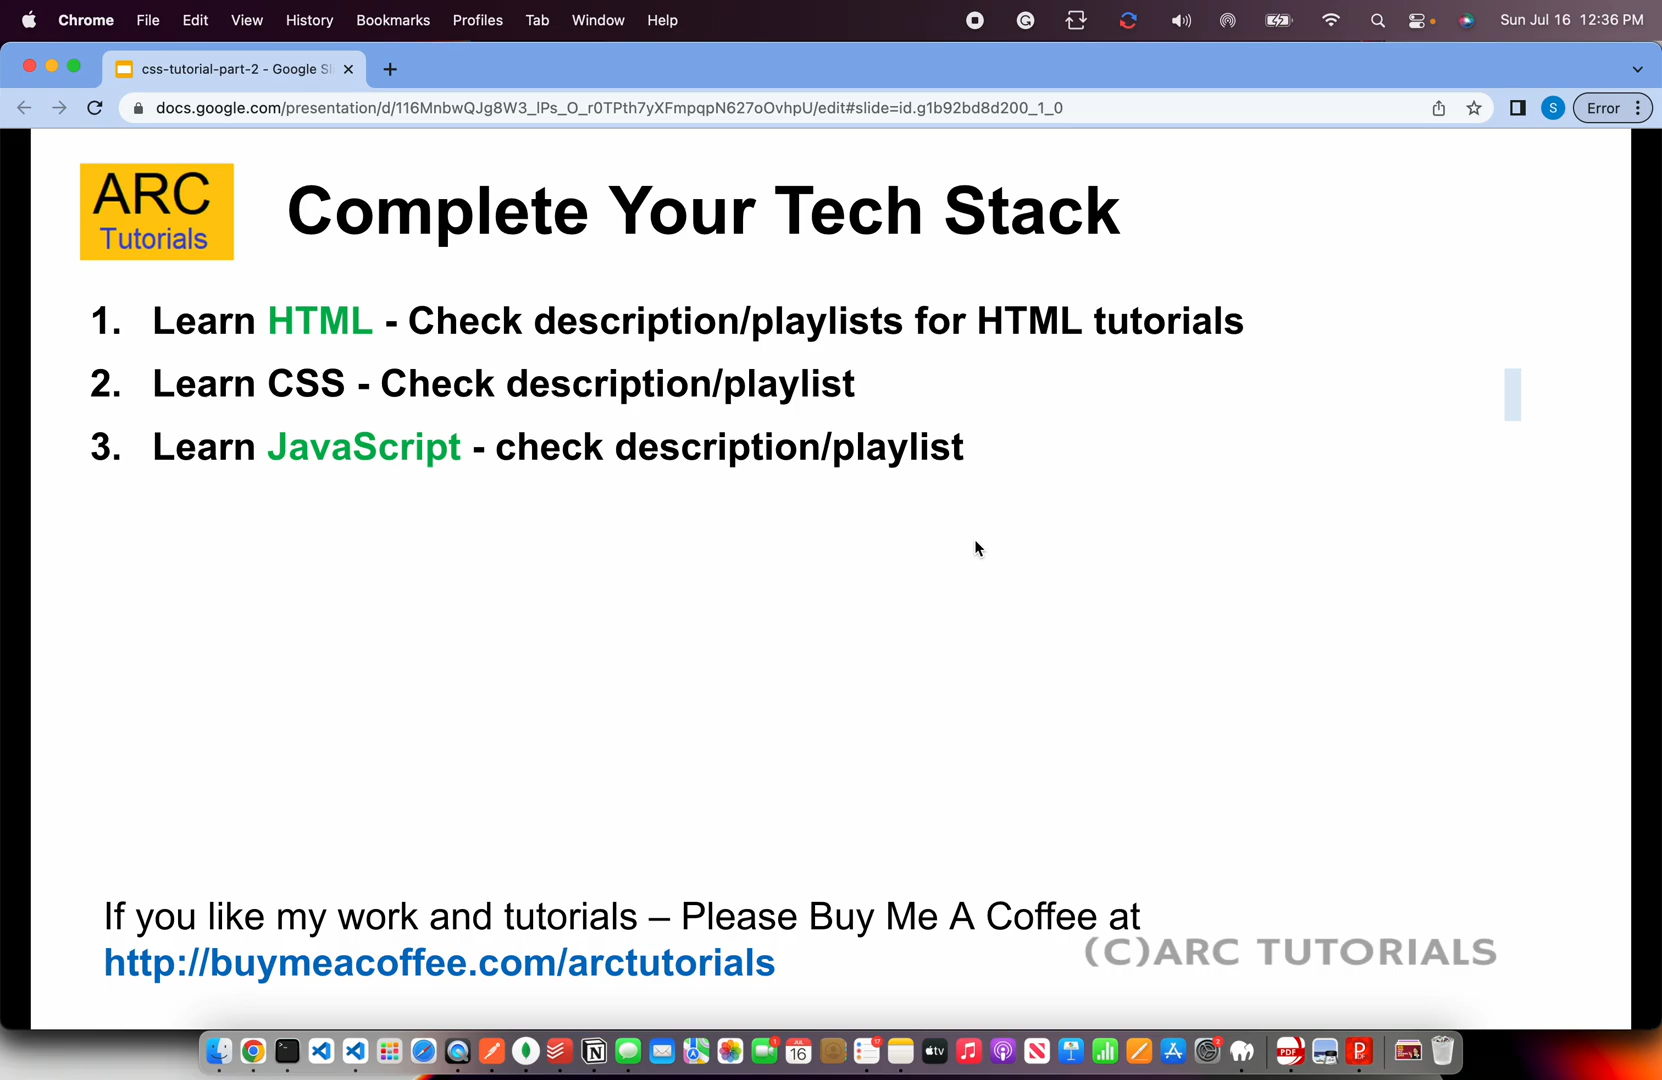 Chrome File Edit View History Bookmarks Profiles Tab Window Help Sun Jul 16 12:36 PM
css-tutorial-part-2 - Google Sl
docs.google.com/presentation/d/116MnbwQJg8W3_lPs_O_r0TPth7yXFmpqpN627oOvhpU/edit#slide=id.g1b92bd8d200_1_0 S Error
ARC
Tutorials
Complete Your Tech Stack
1. Learn HTML - Check description/playlists for HTML tutorials
2. Learn CSS - Check description/playlist
3. Learn JavaScript - check description/playlist
If you like my work and tutorials – Please Buy Me A Coffee at
http://buymeacoffee.com/arctutorials
(C)ARC TUTORIALS